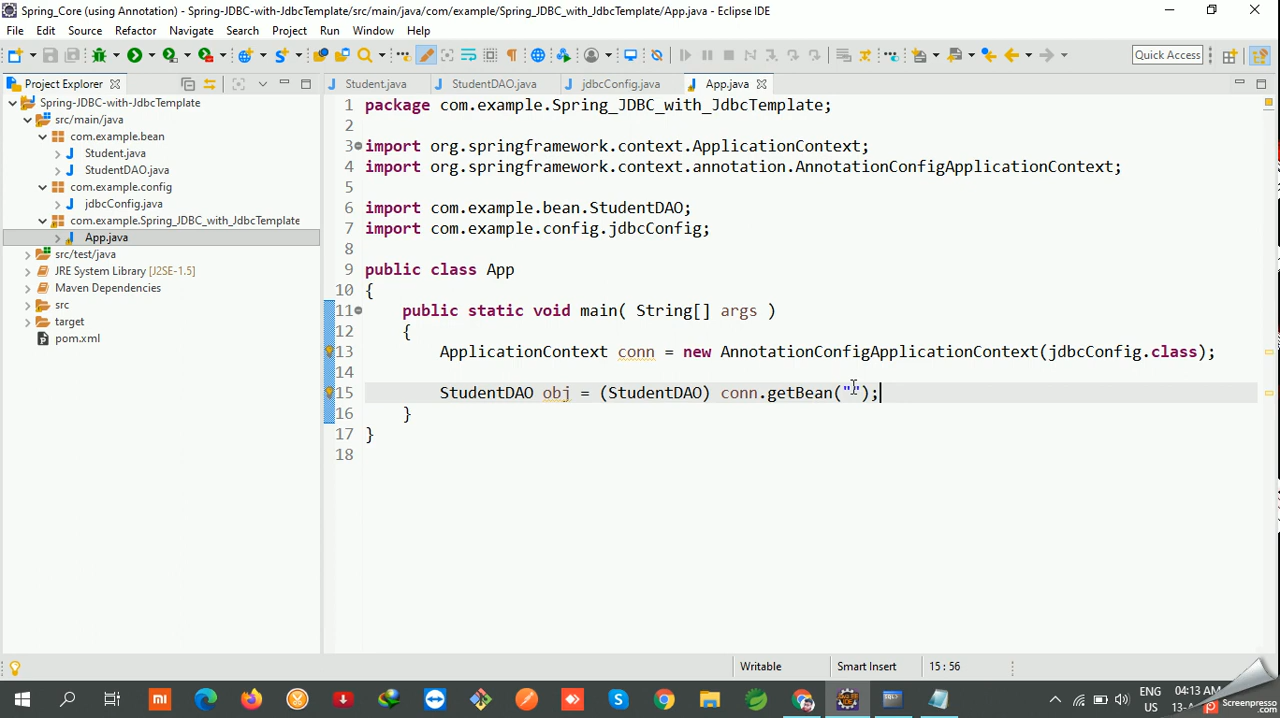 Spring_Core (using Annotation) - Spring-JDBC-with-JdbcTemplate/src/main/java/com/example/Spring_JDBC_with_JdbcTemplate/App.java - Eclipse IDE
File Edit Source Refactor Navigate Search Project Run Window Help
Quick Access
Project Explorer
Student.java StudentDAO.java jdbcConfig.java App.java
Spring-JDBC-with-JdbcTemplate
src/main/java
com.example.bean
Student.java
StudentDAO.java
com.example.config
jdbcConfig.java
com.example.Spring_JDBC_with_JdbcTemplate
App.java
src/test/java
JRE System Library [J2SE-1.5]
Maven Dependencies
src
target
pom.xml
1 package com.example.Spring_JDBC_with_JdbcTemplate;
2
3 import org.springframework.context.ApplicationContext;
4 import org.springframework.context.annotation.AnnotationConfigApplicationContext;
5
6 import com.example.bean.StudentDAO;
7 import com.example.config.jdbcConfig;
8
9 public class App
10 {
11 public static void main( String[] args )
12 {
13 ApplicationContext conn = new AnnotationConfigApplicationContext(jdbcConfig.class);
14
15 StudentDAO obj = (StudentDAO) conn.getBean("");
16 }
17 }
18
Writable Smart Insert 15 : 56
ENG
US
04:13 AM
Screenpresso
.com